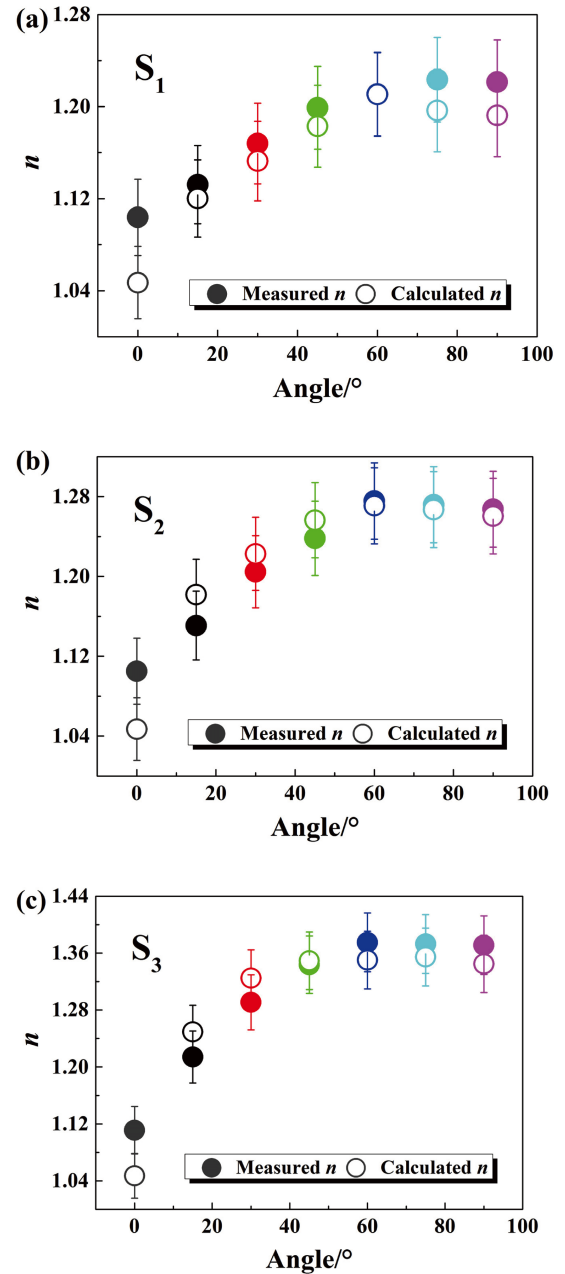 (a)
S1
1.20
1.12
1.04
n
Measured n Calculated n
0 20 40 60 80 100
Angle/°
(b)
S2
1.28
1.20
1.12
1.04
n
Measured n Calculated n
0 20 40 60 80 100
Angle/°
(c)
S3
1.44
1.36
1.28
1.20
1.12
1.04
n
Measured n Calculated n
0 20 40 60 80 100
Angle/°